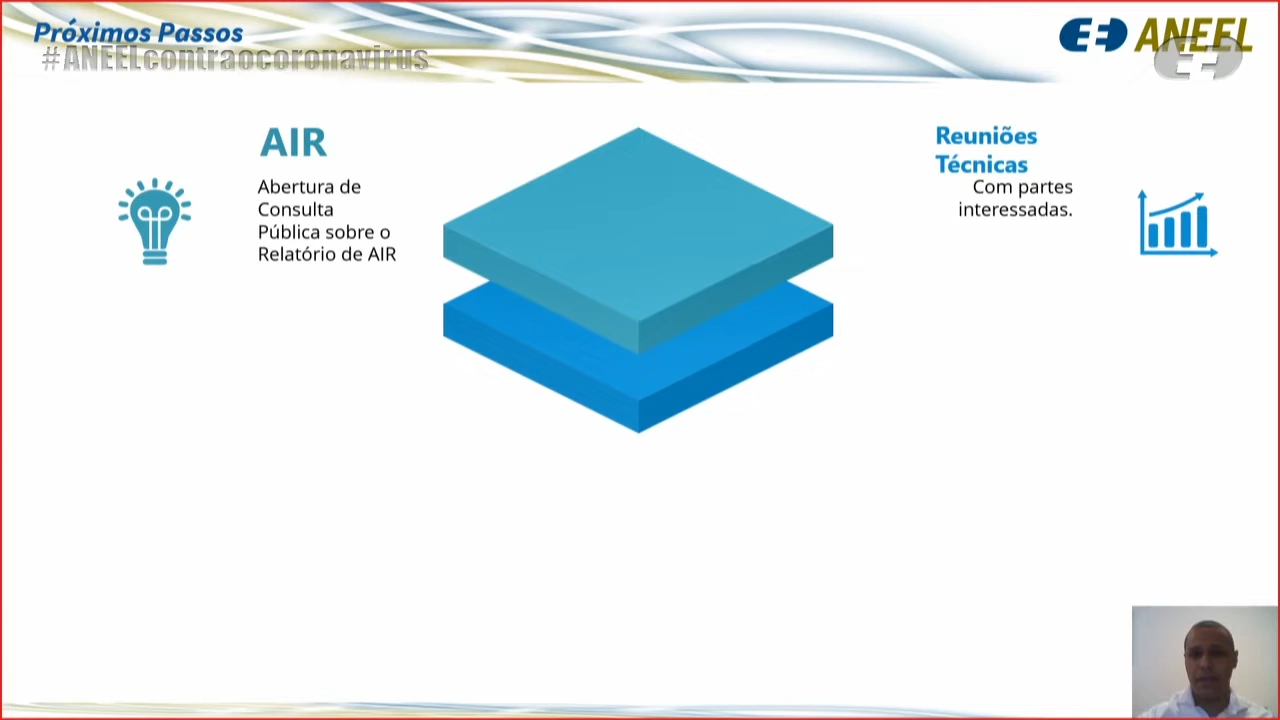 Próximos Passos
#ANEELcontraocoronavirus
ANEEL
AIR
Abertura de
Consulta
Pública sobre o
Relatório de AIR
Reuniões
Técnicas
Com partes
interessadas.